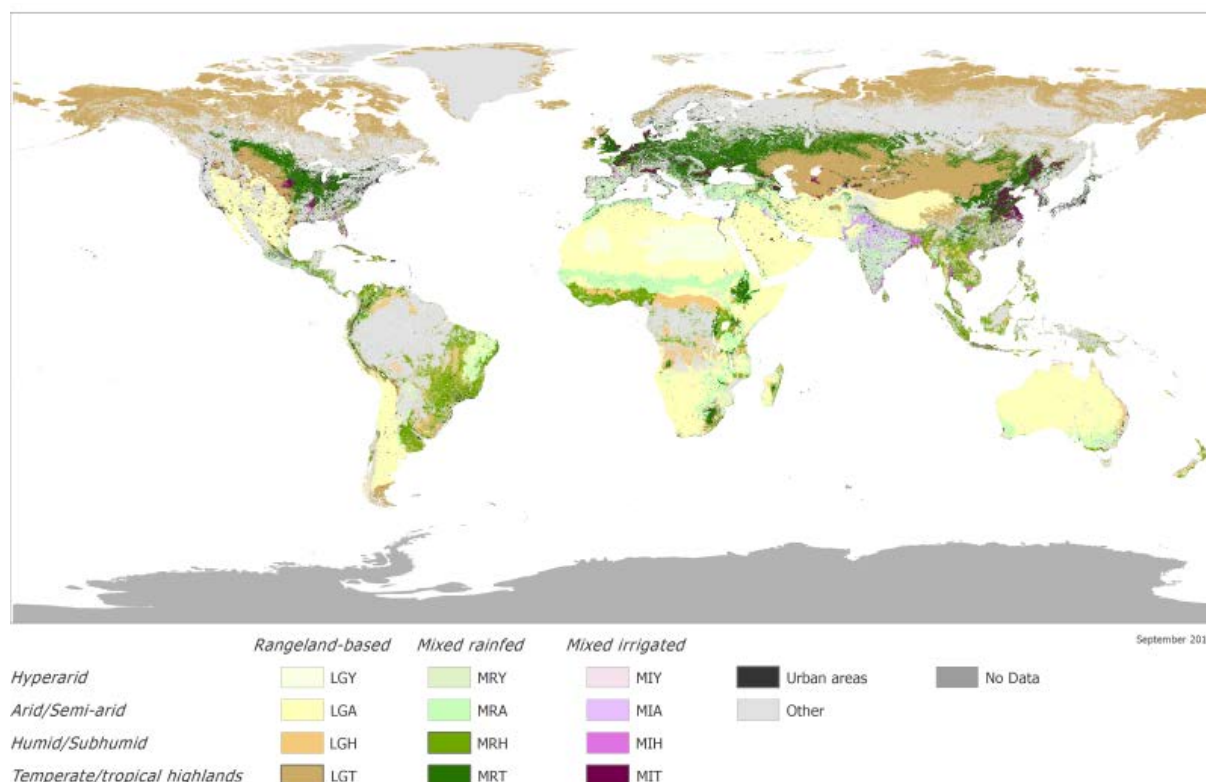 September 201
Rangeland-based Mixed rainfed Mixed irrigated
Hyperarid LGY MRY MIY Urban areas No Data
Arid/Semi-arid LGA MRA MIA Other
Humid/Subhumid LGH MRH MIH
Temperate/tropical highlands LGT MRT MIT